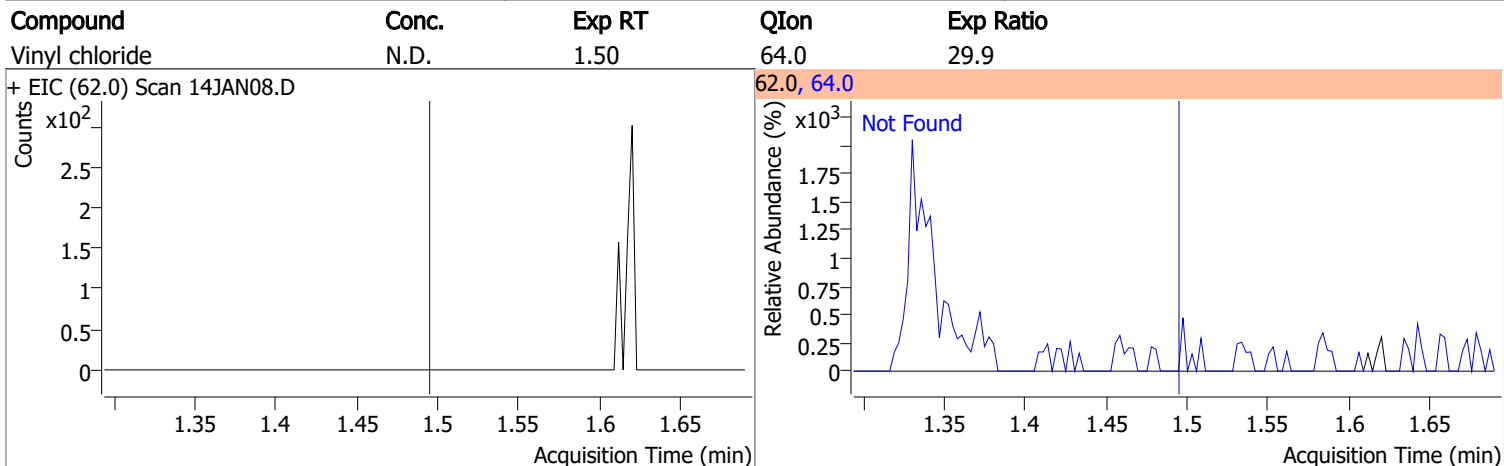 Compound Conc. Exp RT QIon Exp Ratio
Vinyl chloride N.D. 1.50 64.0 29.9
+ EIC (62.0) Scan 14JAN08.D
Counts
x10²
2.5
2
1.5
1
0.5
0
1.35 1.4 1.45 1.5 1.55 1.6 1.65
Acquisition Time (min)
62.0, 64.0
Relative Abundance (%)
x10³
Not Found
1.75
1.5
1.25
1
0.75
0.5
0.25
0
1.35 1.4 1.45 1.5 1.55 1.6 1.65
Acquisition Time (min)